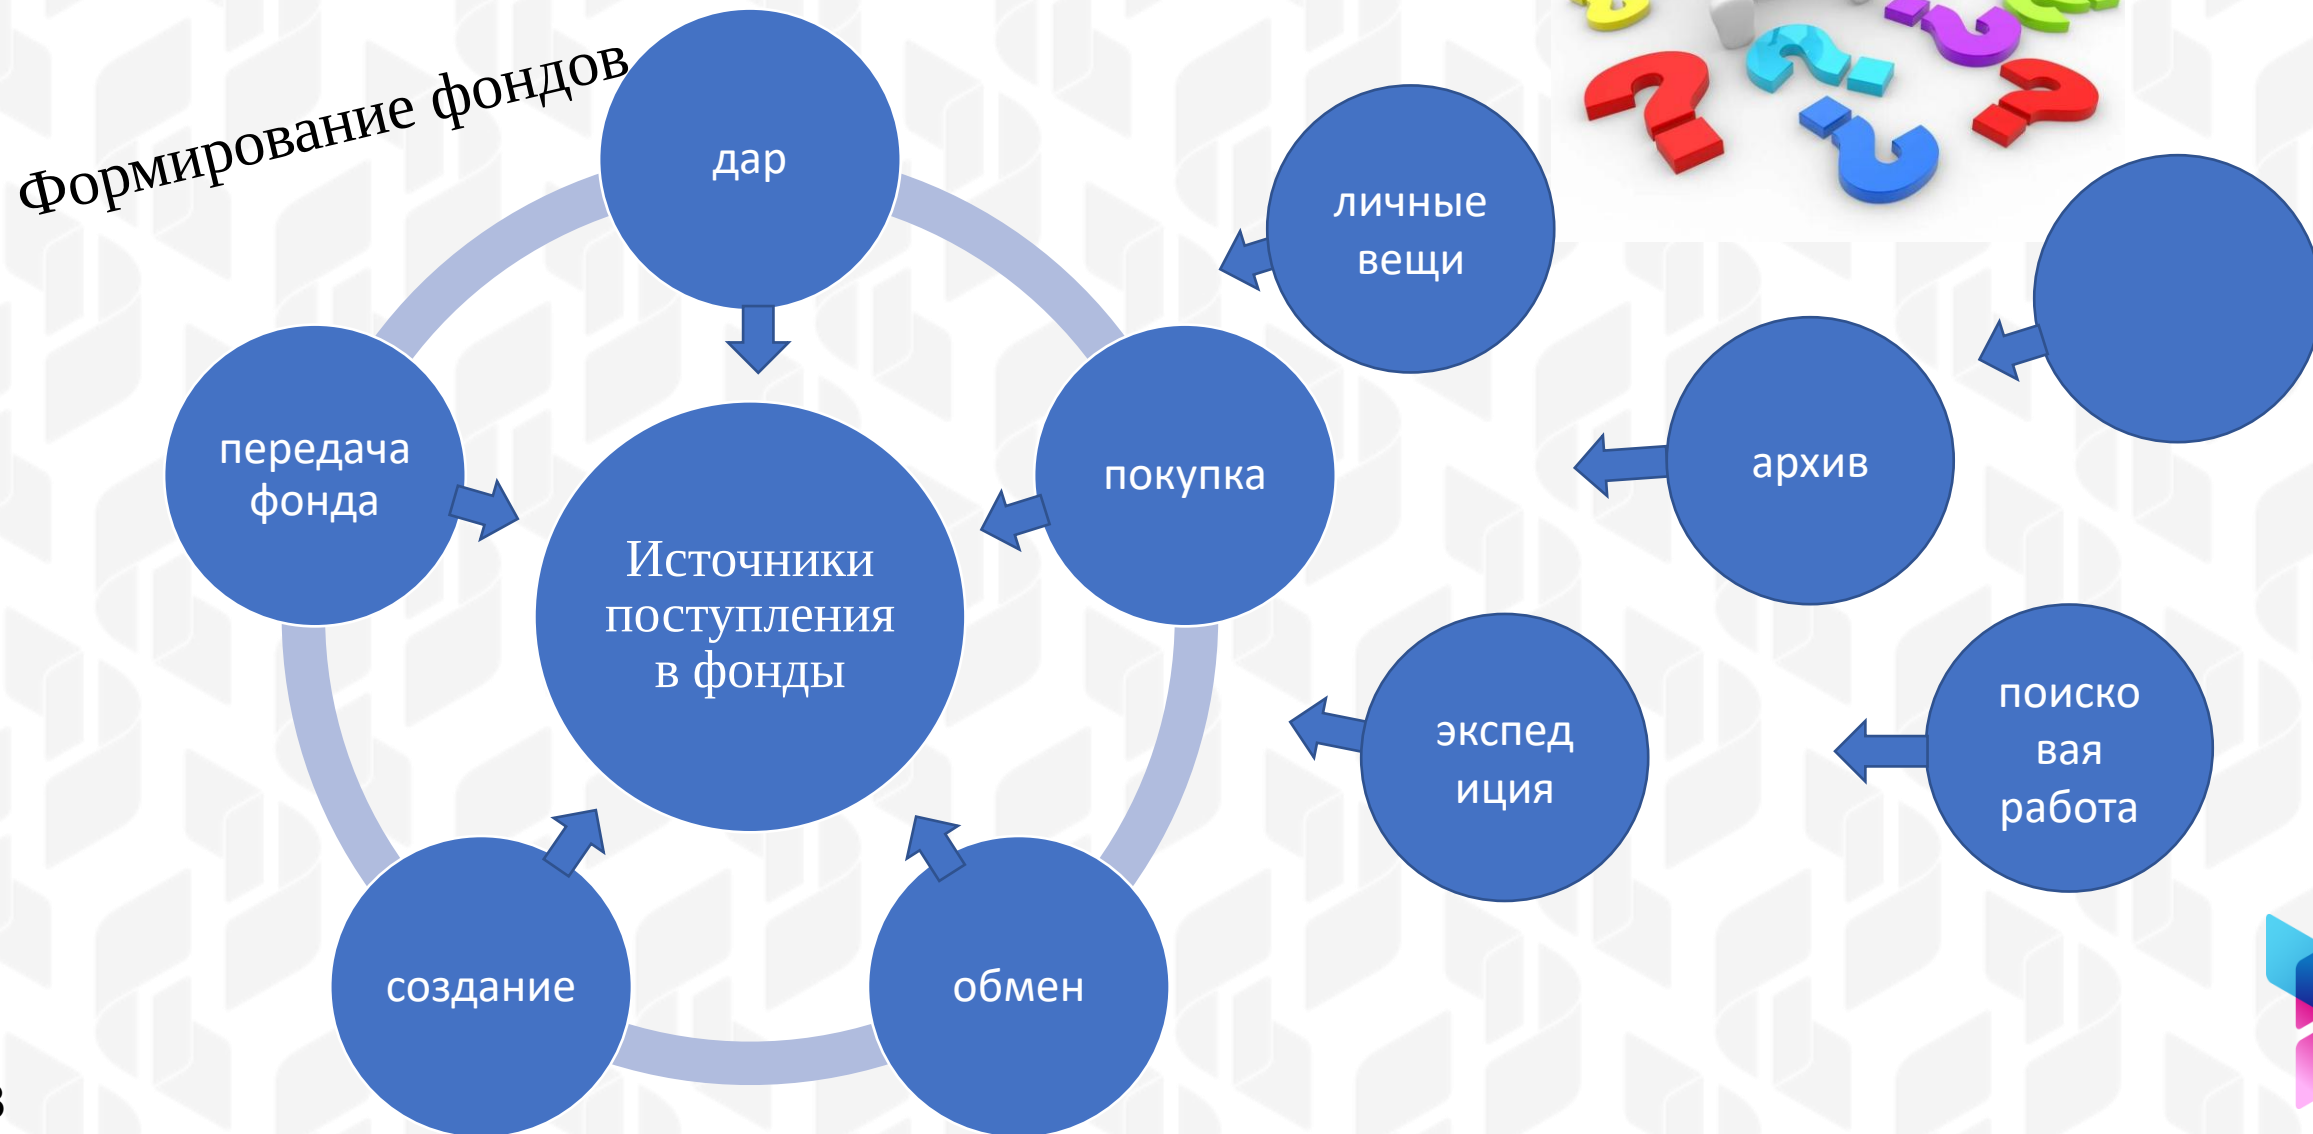 Формирование фондов
дар
личные
вещи
передача
фонда
покупка
архив
Источники
поступления
в фонды
экспед
иция
поиско
вая
работа
создание
обмен